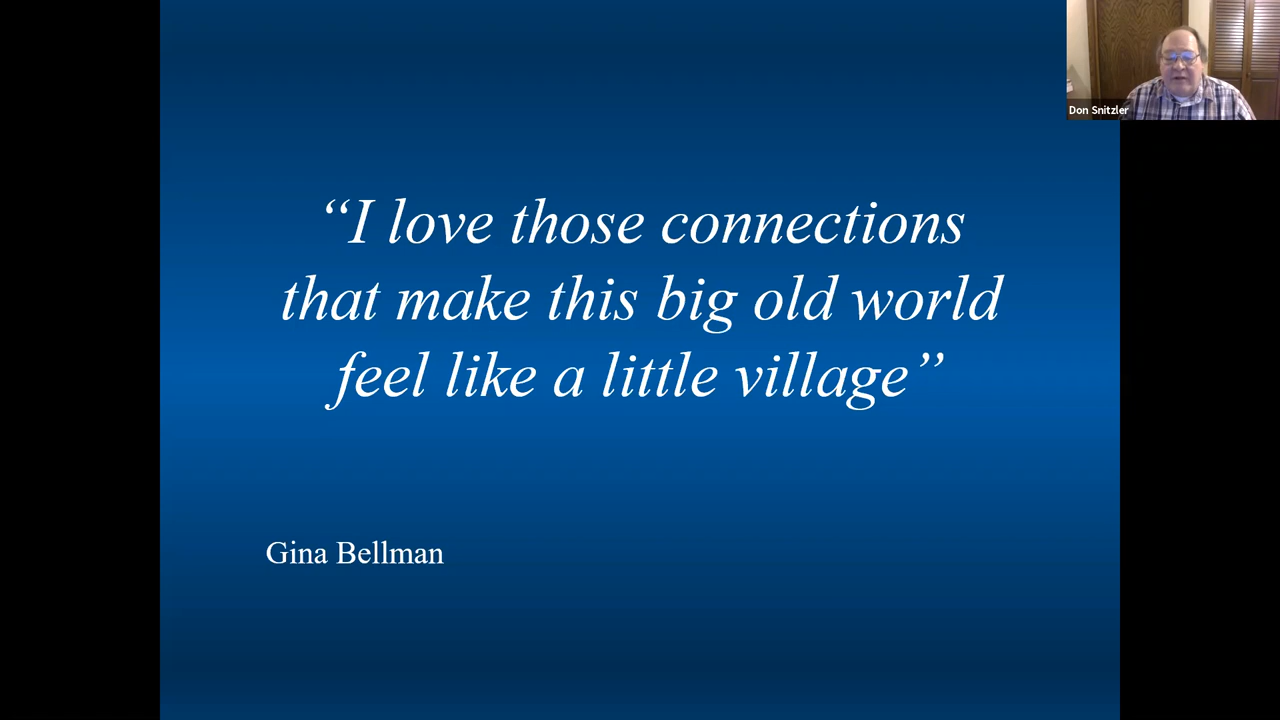 Don Snitzler
“I love those connections
that make this big old world
feel like a little village”
Gina Bellman